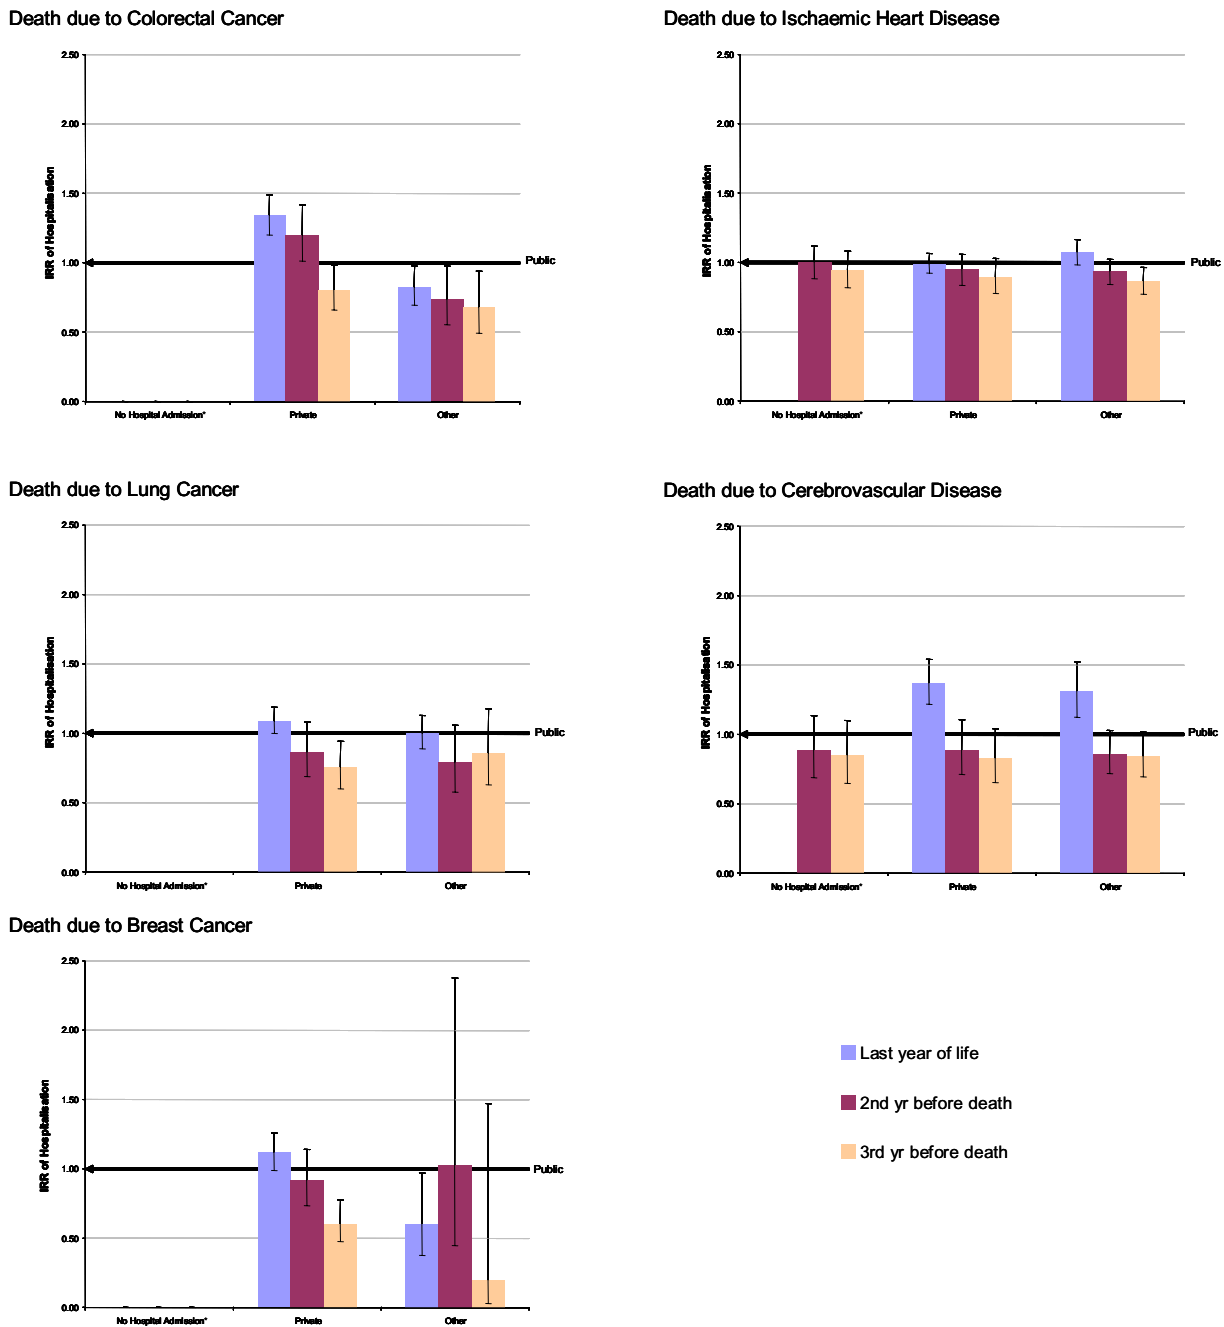 Death due to Colorectal Cancer
2.50
2.00
1.50
1.00
0.50
0.00
IRR of Hospitalisation
Public
No Hospital Admission* Private Other
Death due to Ischaemic Heart Disease
2.50
2.00
1.50
1.00
0.50
0.00
IRR of Hospitalisation
Public
No Hospital Admission* Private Other
Death due to Lung Cancer
2.50
2.00
1.50
1.00
0.50
0.00
IRR of Hospitalisation
Public
No Hospital Admission* Private Other
Death due to Cerebrovascular Disease
2.50
2.00
1.50
1.00
0.50
0.00
IRR of Hospitalisation
Public
No Hospital Admission* Private Other
Death due to Breast Cancer
2.50
2.00
1.50
1.00
0.50
0.00
IRR of Hospitalisation
Public
No Hospital Admission* Private Other
Last year of life
2nd yr before death
3rd yr before death